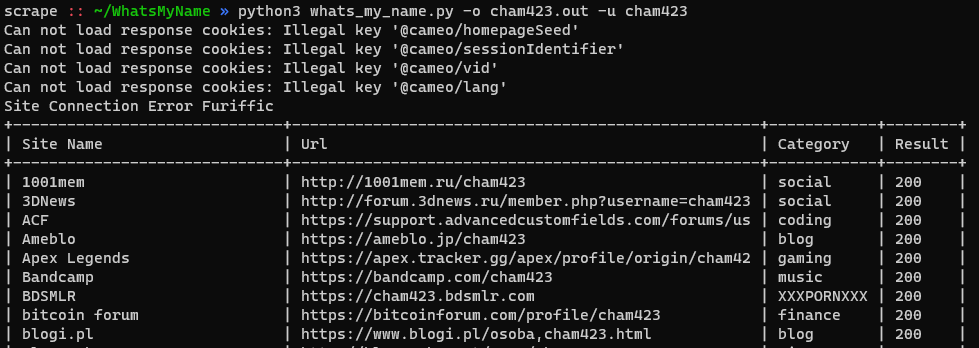 scrape :: ~/WhatsMyName » python3 whats_my_name.py -o cham423.out -u cham423
Can not load response cookies: Illegal key '@cameo/homepageSeed'
Can not load response cookies: Illegal key '@cameo/sessionIdentifier'
Can not load response cookies: Illegal key '@cameo/vid'
Can not load response cookies: Illegal key '@cameo/lang'
Site Connection Error Furiffic
| Site Name | Url | Category | Result |
| 1001mem | http://1001mem.ru/cham423 | social | 200 |
| 3DNews | http://forum.3dnews.ru/member.php?username=cham423 | social | 200 |
| ACF | https://support.advancedcustomfields.com/forums/us | coding | 200 |
| Ameblo | https://ameblo.jp/cham423 | blog | 200 |
| Apex Legends | https://apex.tracker.gg/apex/profile/origin/cham42 | gaming | 200 |
| Bandcamp | https://bandcamp.com/cham423 | music | 200 |
| BDSMLR | https://cham423.bdsmlr.com | XXXPORNXXX | 200 |
| bitcoin forum | https://bitcoinforum.com/profile/cham423 | finance | 200 |
| blogi.pl | https://www.blogi.pl/osoba,cham423.html | blog | 200 |